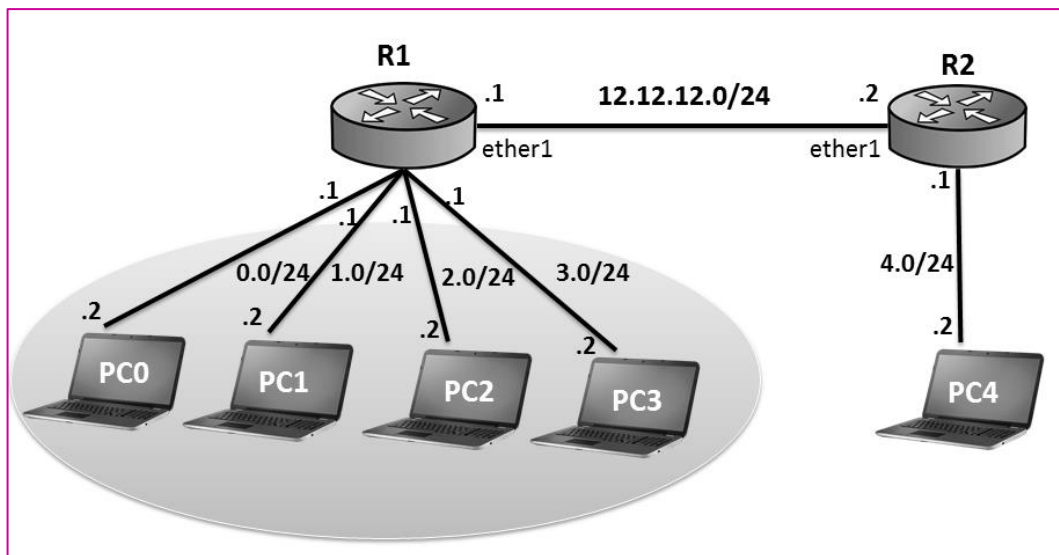 R1
R2
.1
12.12.12.0/24
.2
ether1
ether1
.1
.1
.1
.1
.1
0.0/24
1.0/24
2.0/24
3.0/24
4.0/24
.2
.2
.2
.2
.2
PC0
PC1
PC2
PC3
PC4